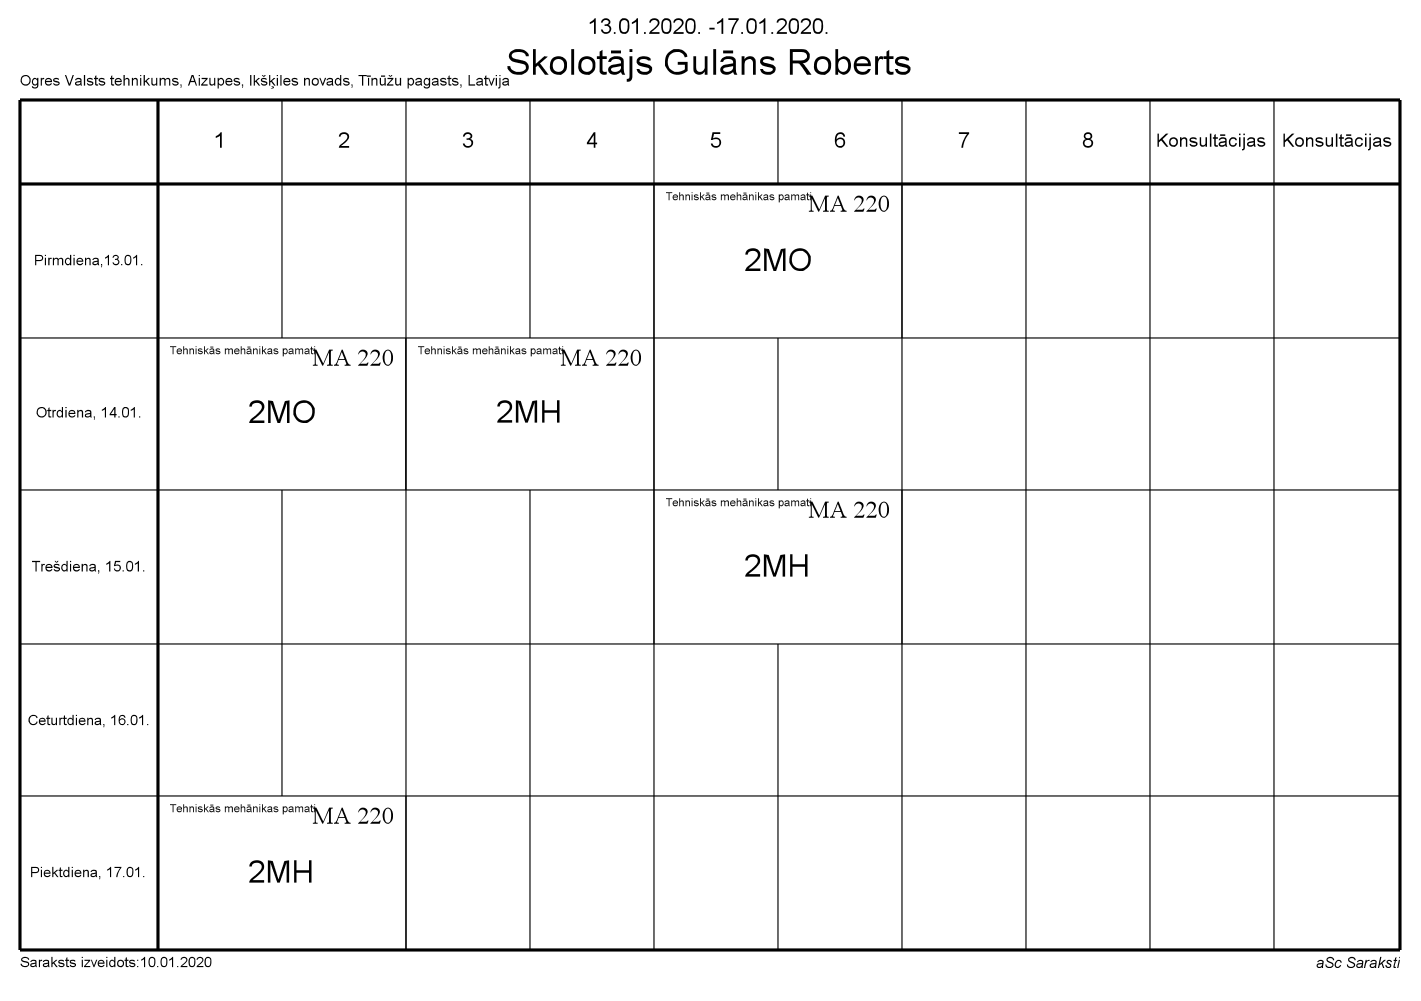 13.01.2020. -17.01.2020.
Skolotājs Gulāns Roberts
Ogres Valsts tehnikums, Aizupes, Ikšķiles novads, Tīnūžu pagasts, Latvija
1 2 3 4 5 6 7 8 Konsultācijas Konsultācijas
Tehniskās mehānikas pamati MA 220
Pirmdiena,13.01. 2MO
Tehniskās mehānikas pamati MA 220 Tehniskās mehānikas pamati MA 220
Otrdiena, 14.01. 2MO 2MH
Tehniskās mehānikas pamati MA 220
Trešdiena, 15.01. 2MH
Ceturtdiena, 16.01.
Tehniskās mehānikas pamati MA 220
Piektdiena, 17.01. 2MH
Saraksts izveidots:10.01.2020 aSc Saraksti